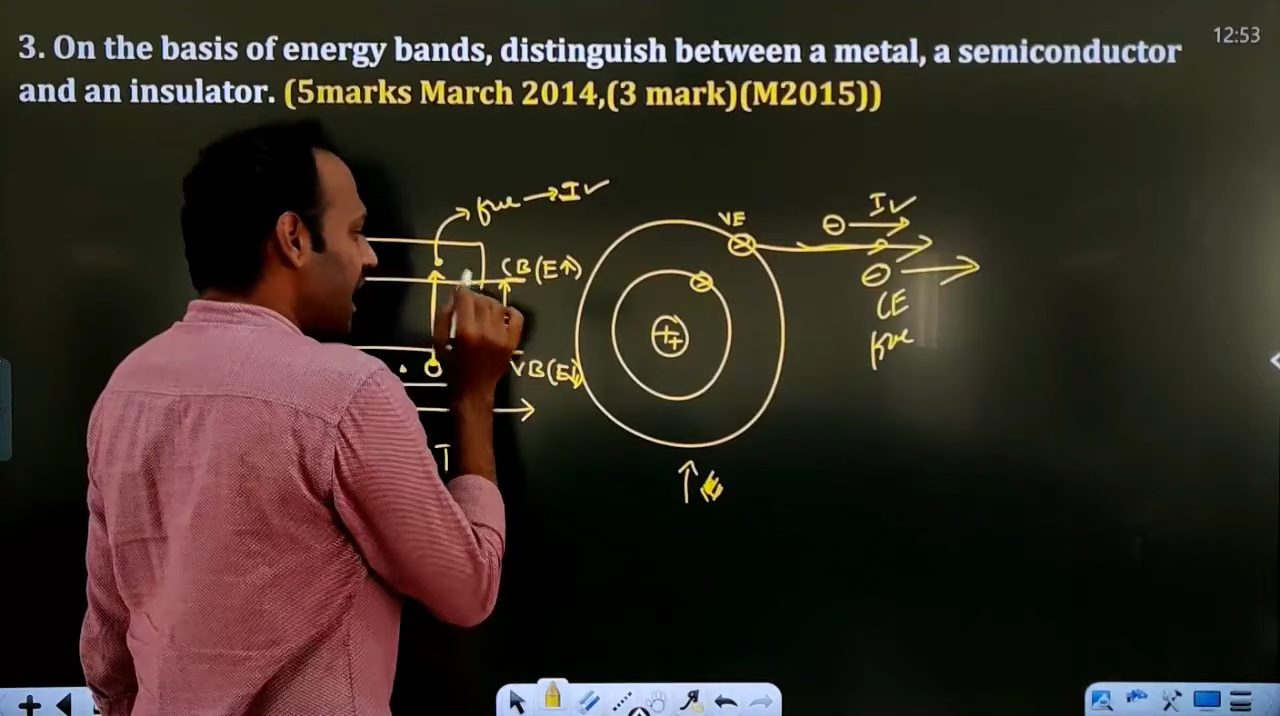 12:53
3. On the basis of energy bands, distinguish between a metal, a semiconductor
and an insulator. (5marks March 2014,(3 mark)(M2015))
free → I ✓
CB (E↑)
VB (E↓)
VE
I ✓
CE
free
++
T